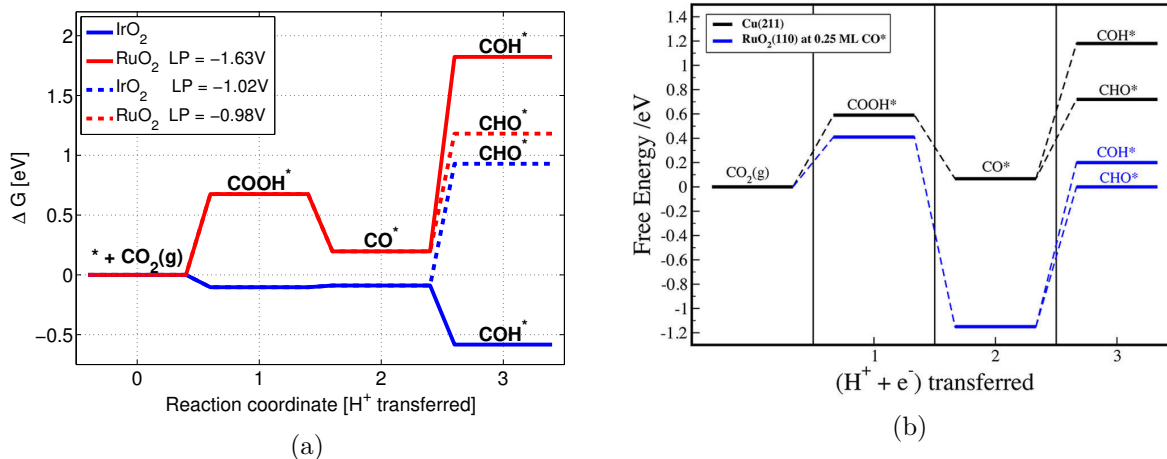 IrO2
RuO2 LP = −1.63V
IrO2 LP = −1.02V
RuO2 LP = −0.98V
COH*
CHO*
CHO*
COOH*
CO*
* + CO2(g)
COH*
2
1.5
1
0.5
0
−0.5
Δ G [eV]
0 1 2 3
Reaction coordinate [H+ transferred]
(a)
Cu(211)
RuO2(110) at 0.25 ML CO*
COH*
CHO*
COOH*
CO2(g)
CO*
COH*
CHO*
1.4
1.2
1
0.8
0.6
0.4
0.2
0
-0.2
-0.4
-0.6
-0.8
-1
-1.2
Free Energy /eV
1 2 3
(H+ + e-) transferred
(b)